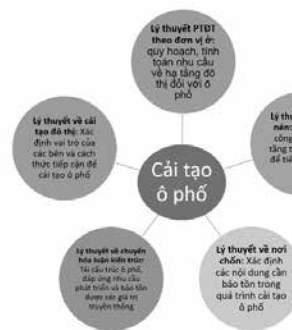 Lý thuyết PTĐT
theo đơn vị ở:
quy hoạch, tính
toán nhu cầu
về hạ tầng đô
thị đối với ô
phố
Lý thuyết về cải
tạo đô thị: Xác
định vai trò của
các bên và cách
thức tiếp cận để
cải tạo ô phố
Lý thu
nén:
công
tầng t
để tiế
Cải tạo
ô phố
Lý thuyết về chuyển
hóa luận kiến trúc:
Tái cấu trúc ô phố,
đáp ứng nhu cầu
phát triển và bảo tồn
được các giá trị
truyền thống
Lý thuyết về nơi
chốn: Xác định
các nội dung cần
bảo tồn trong
quá trình cải tạo
ô phố